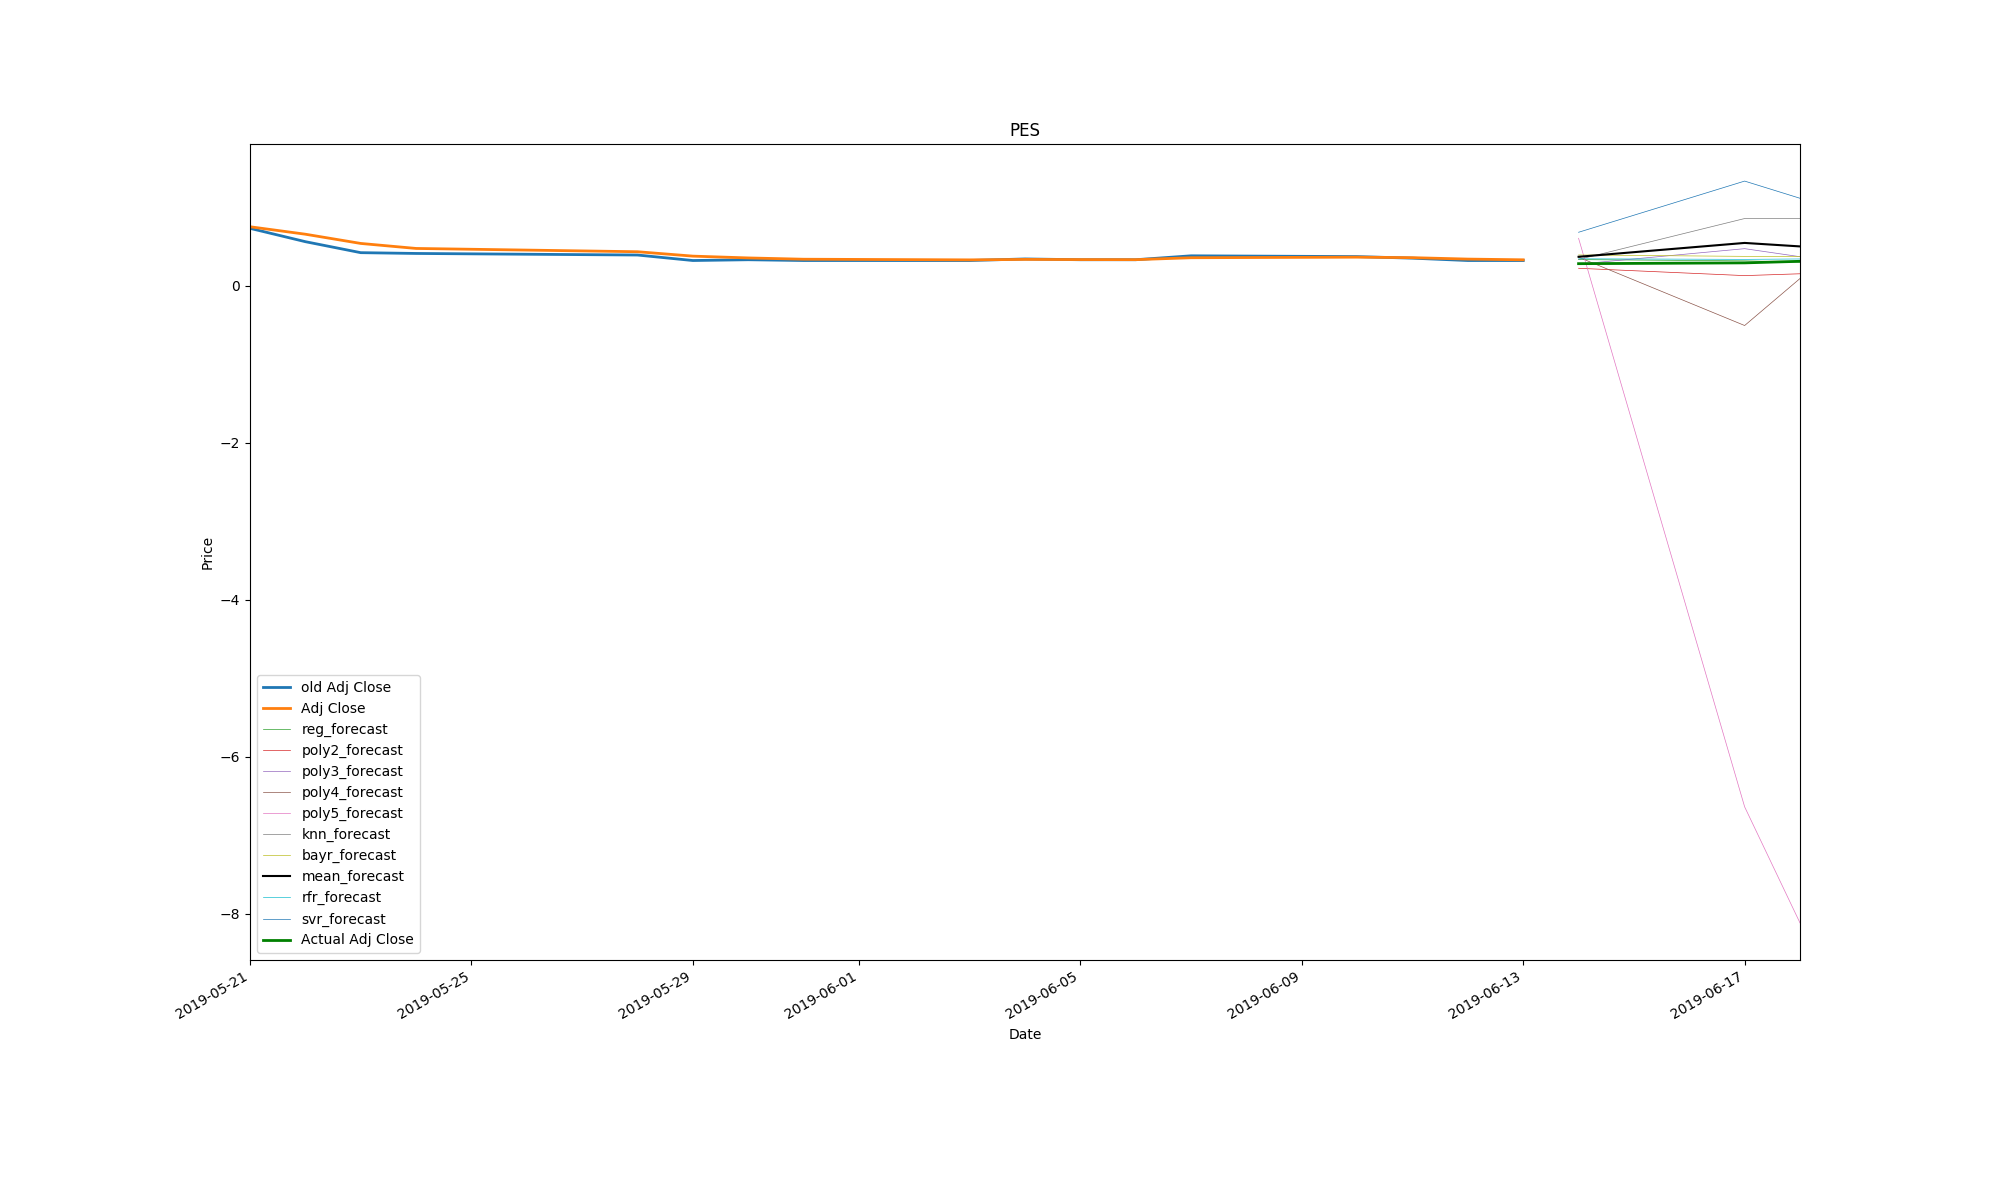 PES
Price
0
−2
−4
−6
−8
old Adj Close
Adj Close
reg_forecast
poly2_forecast
poly3_forecast
poly4_forecast
poly5_forecast
knn_forecast
bayr_forecast
mean_forecast
rfr_forecast
svr_forecast
Actual Adj Close
2019-05-21
2019-05-25
2019-05-29
2019-06-01
2019-06-05
2019-06-09
2019-06-13
2019-06-17
Date